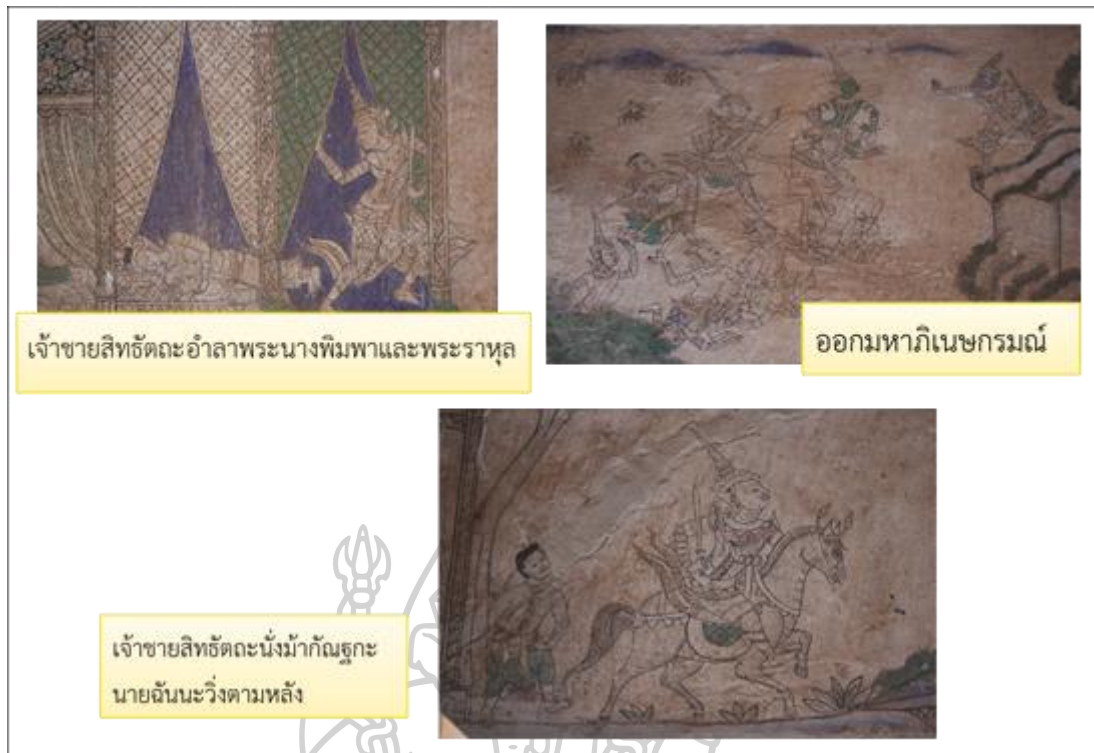 เจ้าชายสิทธัตถะอำลาพระนางพิมพาและพระราหุล
ออกมหาภิเนษกรมณ์
เจ้าชายสิทธัตถะนั่งม้ากัณฐกะ
นายฉันนะวิ่งตามหลัง